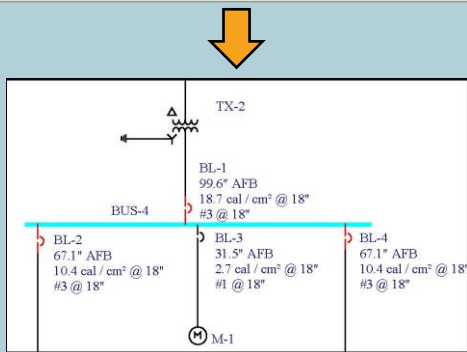 TX-2
BL-1
99.6" AFB
18.7 cal / cm² @ 18"
#3 @ 18"
BUS-4
BL-2
67.1" AFB
10.4 cal / cm² @ 18"
#3 @ 18"
BL-3
31.5" AFB
2.7 cal / cm² @ 18"
#1 @ 18"
BL-4
67.1" AFB
10.4 cal / cm² @ 18"
#3 @ 18"
M
M-1